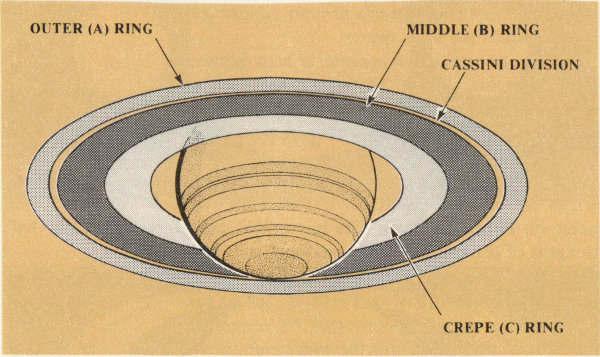 OUTER (A) RING
MIDDLE (B) RING
CASSINI DIVISION
CREPE (C) RING